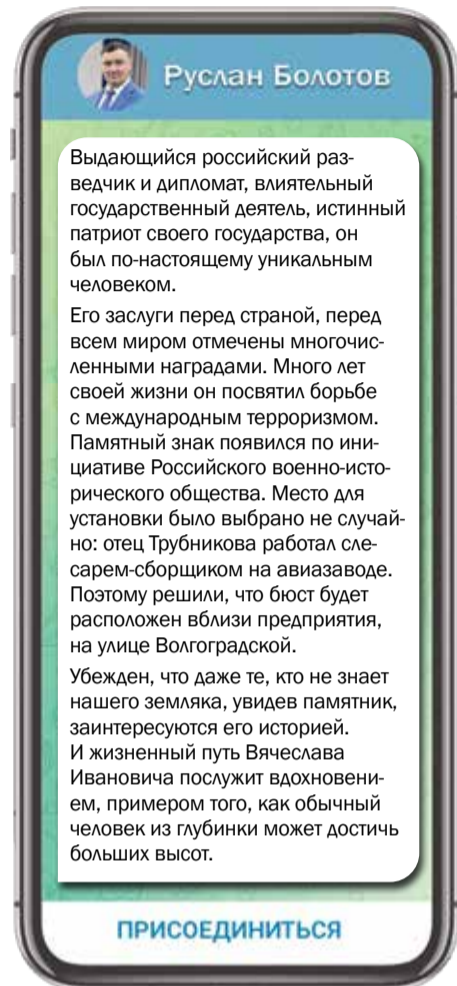 Руслан Болотов
Выдающийся российский раз-
ведчик и дипломат, влиятельный
государственный деятель, истинный
патриот своего государства, он
был по-настоящему уникальным
человеком.
Его заслуги перед страной, перед
всем миром отмечены многочис-
ленными наградами. Много лет
своей жизни он посвятил борьбе
с международным терроризмом.
Памятный знак появился по ини-
циативе Российского военно-исто-
рического общества. Место для
установки было выбрано не случай-
но: отец Трубникова работал сле-
сарем-сборщиком на авиазаводе.
Поэтому решили, что бюст будет
расположен вблизи предприятия,
на улице Волгоградской.
Убежден, что даже те, кто не знает
нашего земляка, увидев памятник,
заинтересуются его историей.
И жизненный путь Вячеслава
Ивановича послужит вдохновени-
ем, примером того, как обычный
человек из глубинки может достичь
больших высот.
ПРИСОЕДИНИТЬСЯ